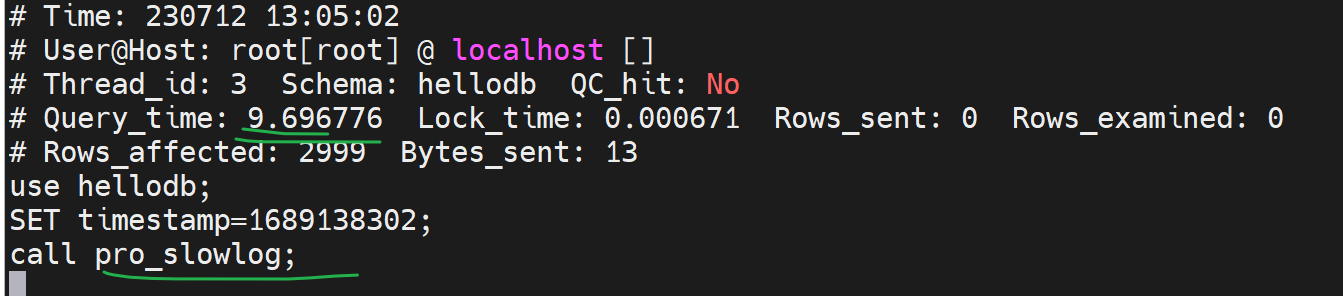 # Time: 230712 13:05:02
# User@Host: root[root] @ localhost []
# Thread_id: 3  Schema: hellodb  QC_hit: No
# Query_time: 9.696776  Lock_time: 0.000671  Rows_sent: 0  Rows_examined: 0
# Rows_affected: 2999  Bytes_sent: 13
use hellodb;
SET timestamp=1689138302;
call pro_slowlog;